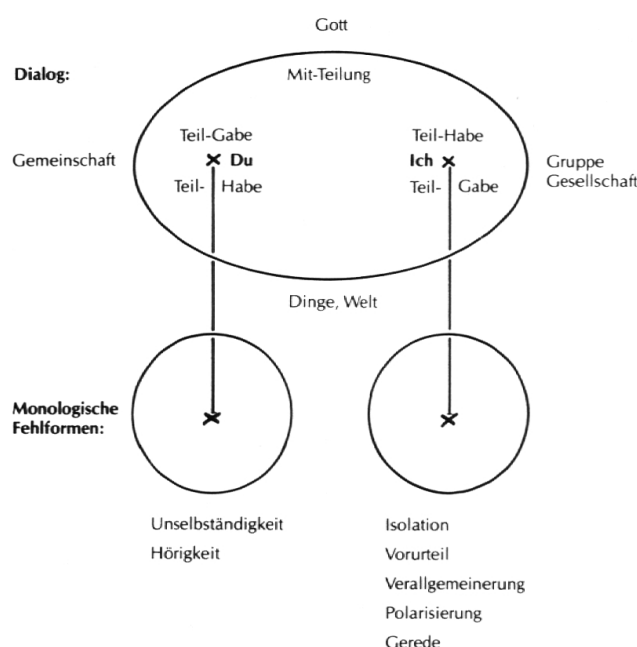 Gott
Dialog:
Mit-Teilung
Teil-Gabe
Teil-Habe
Gemeinschaft
Du
Ich
Gruppe
Gesellschaft
Teil- Habe
Teil- Gabe
Dinge, Welt
Monologische
Fehlformen:
Unselbständigkeit
Hörigkeit
Isolation
Vorurteil
Verallgemeinerung
Polarisierung
Gerede